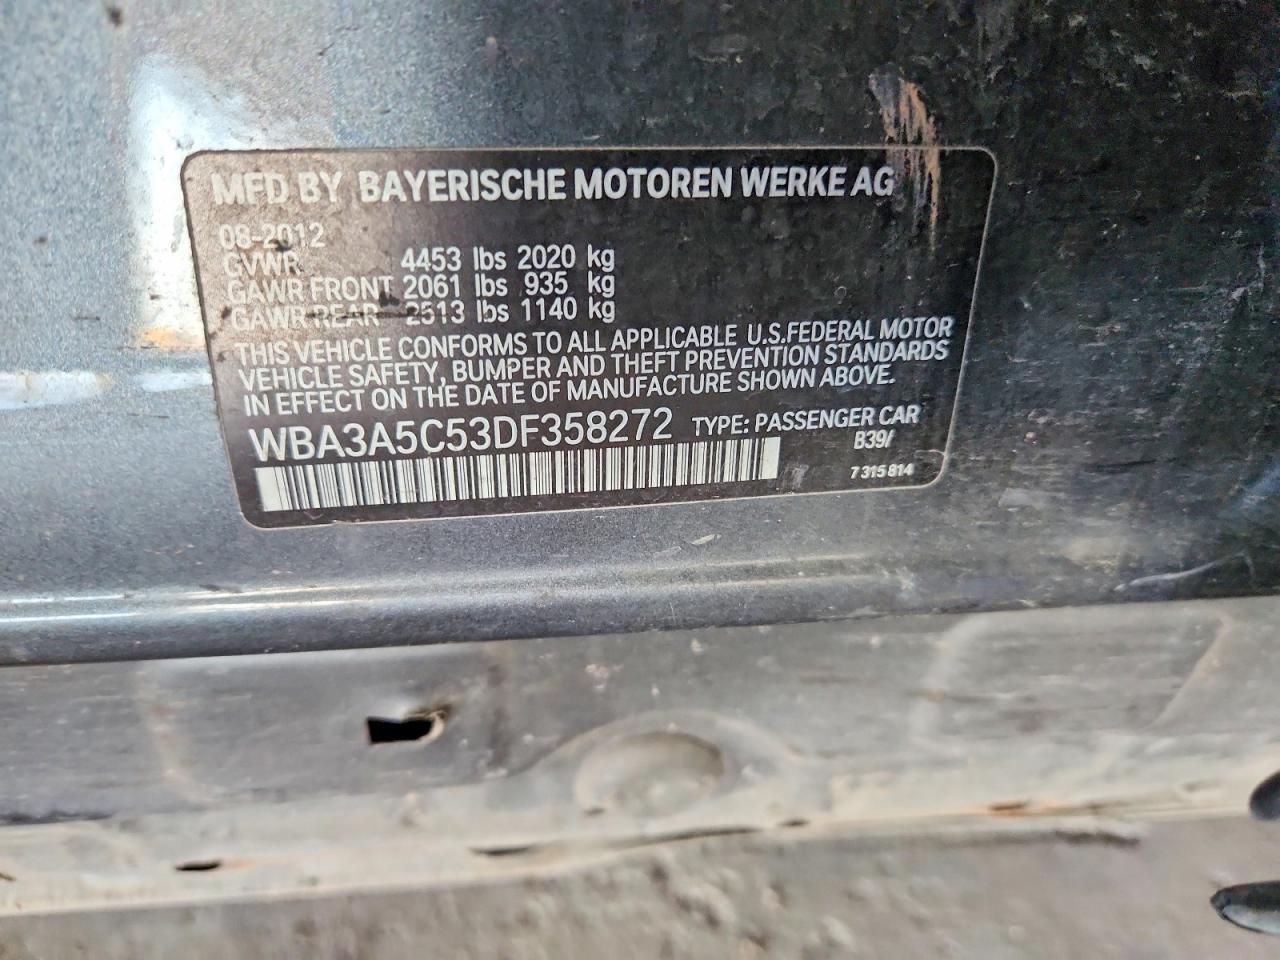 MFD BY BAYERISCHE MOTOREN WERKE AG
08-2012
GVWR 4453 lbs 2020 kg
GAWR FRONT 2061 lbs 935 kg
GAWR REAR 2513 lbs 1140 kg
THIS VEHICLE CONFORMS TO ALL APPLICABLE U.S.FEDERAL MOTOR
VEHICLE SAFETY, BUMPER AND THEFT PREVENTION STANDARDS
IN EFFECT ON THE DATE OF MANUFACTURE SHOWN ABOVE.
WBA3A5C53DF358272 TYPE: PASSENGER CAR
B39/
7 315 814